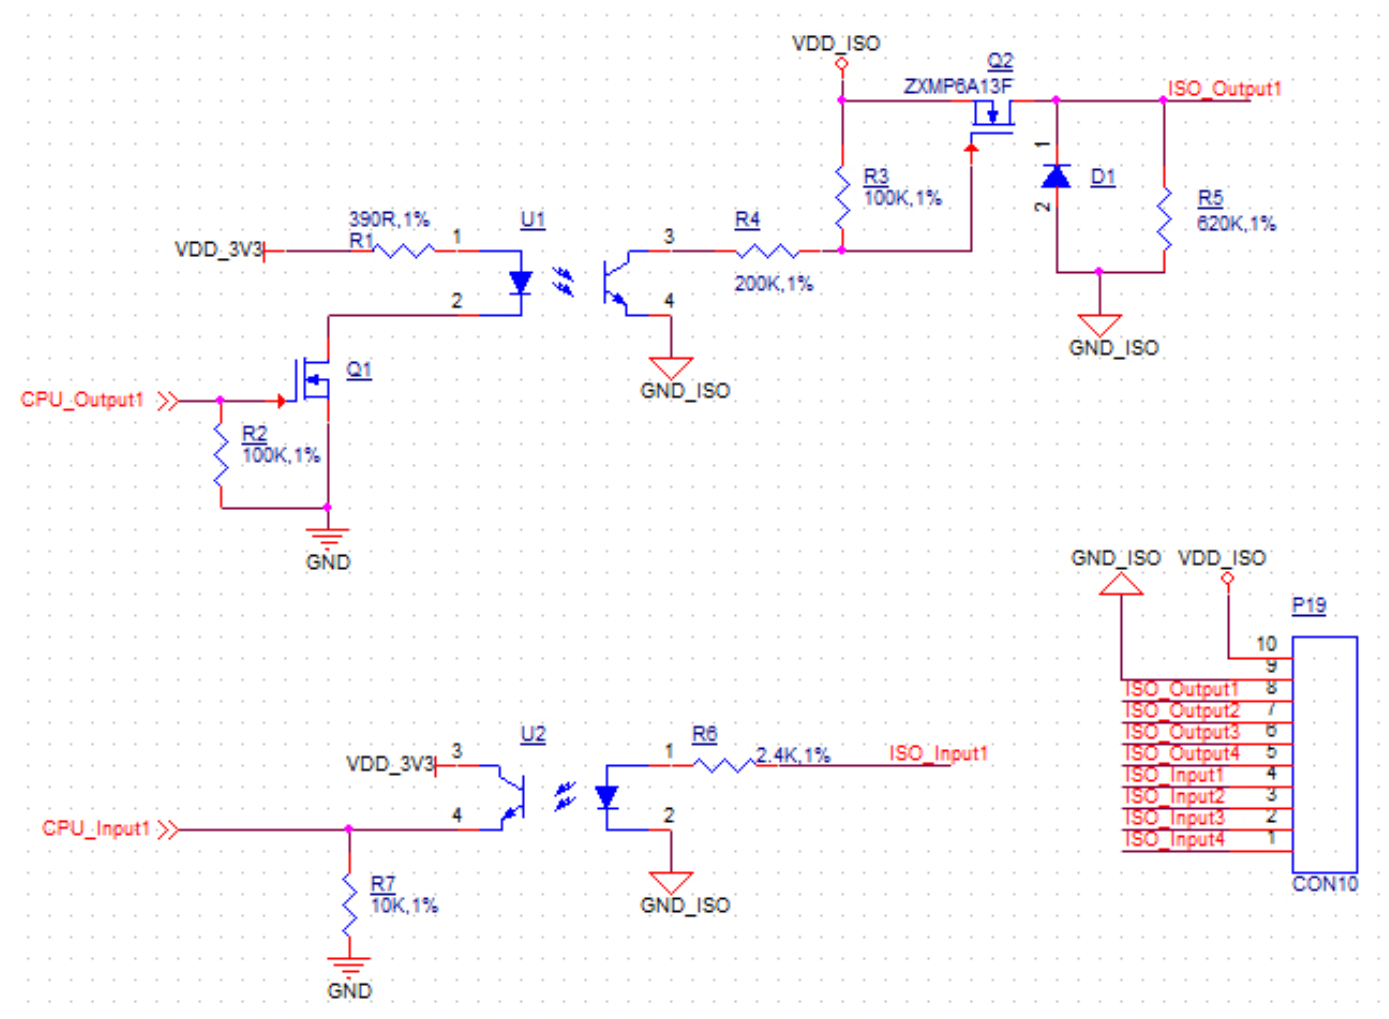 VDD_ISO
Q2
ZXMP6A13F
ISO_Output1
1
R3
100K,1%
D1
2
R5
620K,1%
390R,1%
R1
VDD_3V3
1
U1
3
R4
200K,1%
2
4
GND_ISO
GND_ISO
Q1
CPU_Output1
R2
100K,1%
GND
GND_ISO
VDD_ISO
P19
10
9
ISO_Output1 8
ISO_Output2 7
ISO_Output3 6
ISO_Output4 5
ISO_Input1 4
ISO_Input2 3
ISO_Input3 2
ISO_Input4 1
CON10
VDD_3V3
3
U2
1
R6
2.4K,1%
ISO_Input1
CPU_Input1
4
2
R7
10K,1%
GND_ISO
GND